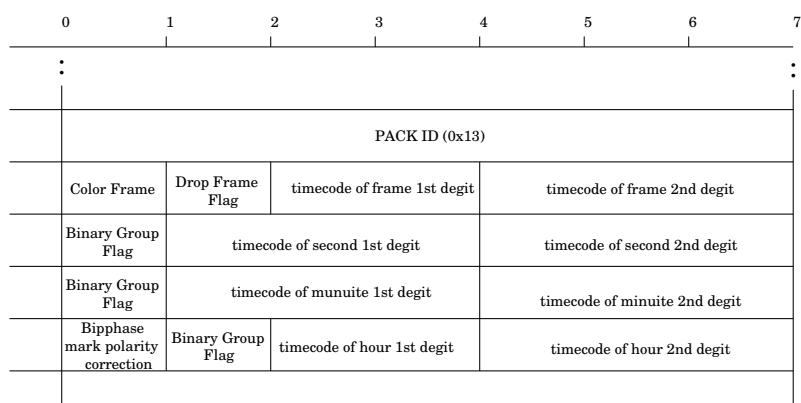 0 1 2 3 4 5 6 7
PACK ID (0x13)
Color Frame
Drop Frame
Flag
timecode of frame 1st degit
timecode of frame 2nd degit
Binary Group
Flag
timecode of second 1st degit
timecode of second 2nd degit
Binary Group
Flag
timecode of munuite 1st degit
timecode of minuite 2nd degit
Bipphase
mark polarity
correction
Binary Group
Flag
timecode of hour 1st degit
timecode of hour 2nd degit